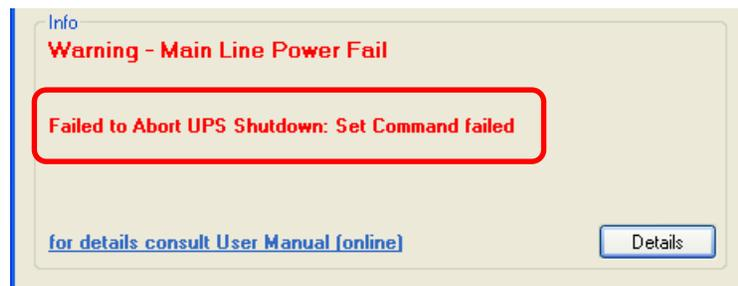 Info
Warning - Main Line Power Fail
Failed to Abort UPS Shutdown: Set Command failed
for details consult User Manual (online)
Details